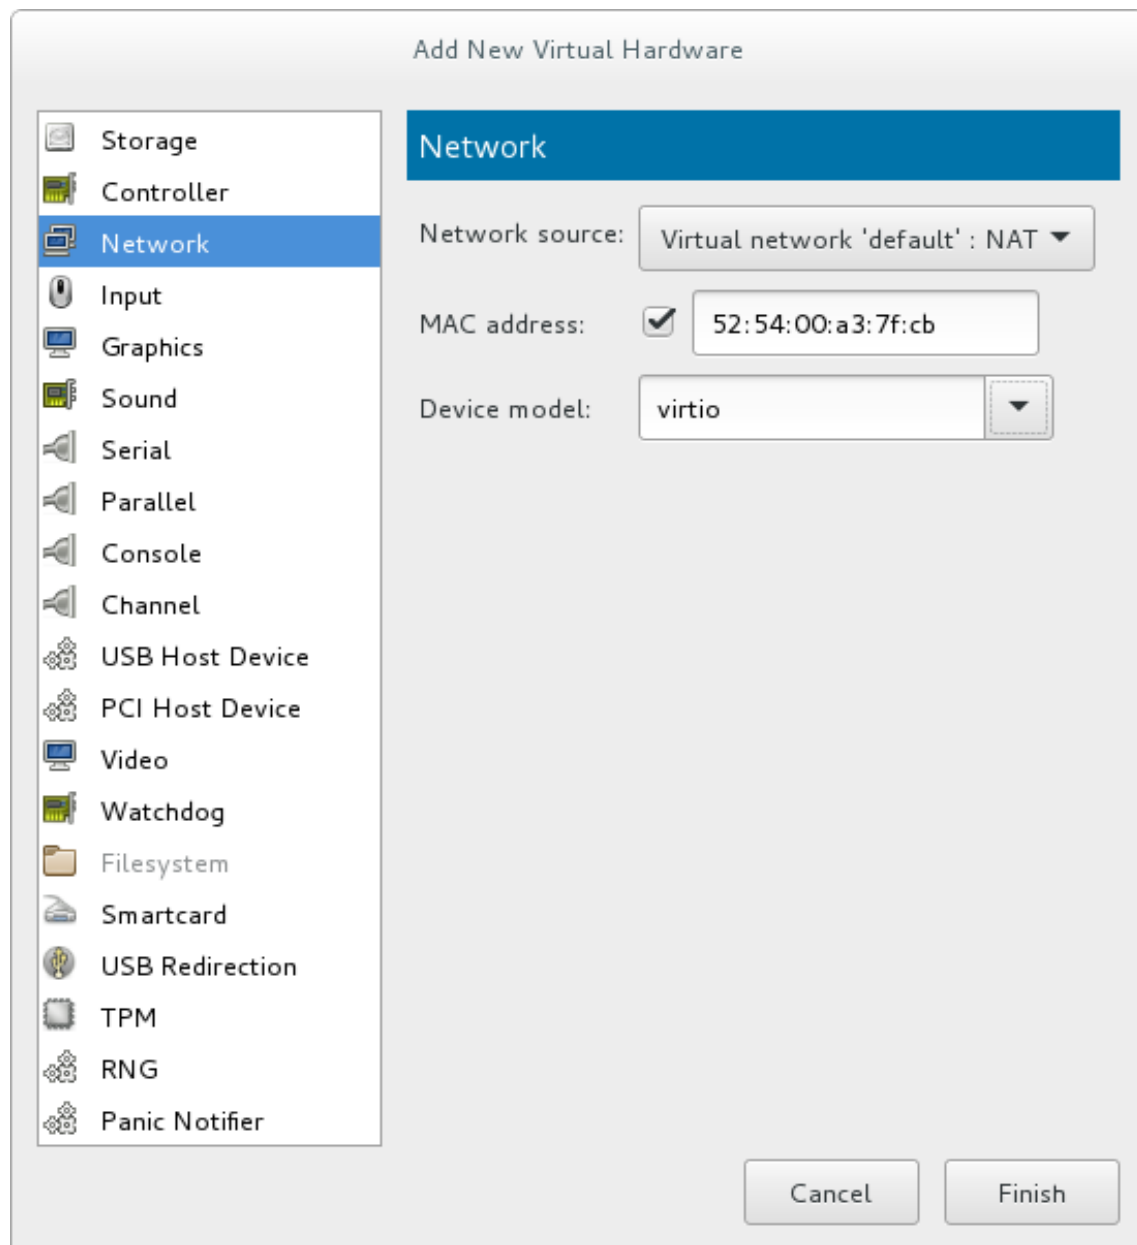 Add New Virtual Hardware
Storage
Controller
Network
Input
Graphics
Sound
Serial
Parallel
Console
Channel
USB Host Device
PCI Host Device
Video
Watchdog
Filesystem
Smartcard
USB Redirection
TPM
RNG
Panic Notifier
Network
Network source: Virtual network 'default' : NAT
MAC address: 52:54:00:a3:7f:cb
Device model: virtio
Cancel Finish